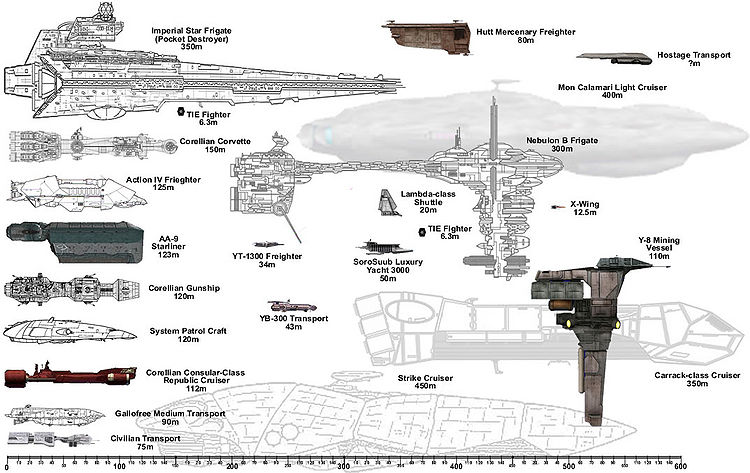 Imperial Star Frigate
(Pocket Destroyer)
350m
Hutt Mercenary Freighter
80m
Hostage Transport
?m
Mon Calamari Light Cruiser
400m
TIE Fighter
6.3m
Corellian Corvette
150m
Nebulon B Frigate
300m
Action IV Frieghter
125m
Lambda-class
Shuttle
20m
X-Wing
12.5m
TIE Fighter
6.3m
AA-9
Starliner
123m
YT-1300 Freighter
34m
SoroSuub Luxury
Yacht 3000
50m
Y-8 Mining
Vessel
110m
Corellian Gunship
120m
YB-300 Transport
43m
System Patrol Craft
120m
Corellian Consular-Class
Republic Cruiser
112m
Strike Cruiser
450m
Carrack-class Cruiser
350m
Gallofree Medium Transport
90m
Civilian Transport
75m
0 100 200 300 400 500